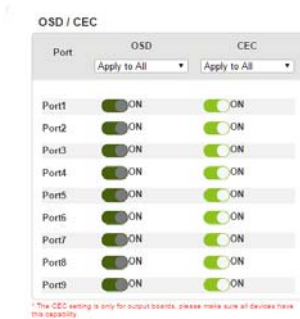 OSD / CEC
Port OSD CEC
Apply to All Apply to All
Port1 ON ON
Port2 ON ON
Port3 ON ON
Port4 ON ON
Port5 ON ON
Port6 ON ON
Port7 ON ON
Port8 ON ON
Port9 ON ON
* The CEC setting is only for output boards, please make sure all devices have
this capability